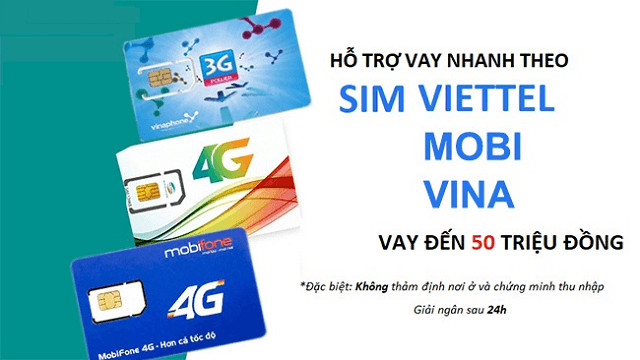 3G
POWER
vinaphone
4G
mobifone
4G
MobiFone 4G - Hơn cả tốc độ
HỖ TRỢ VAY NHANH THEO
SIM VIETTEL
MOBI
VINA
VAY ĐẾN 50 TRIỆU ĐỒNG
*Đặc biệt: Không thảm định nơi ở và chứng minh thu nhập
Giải ngân sau 24h